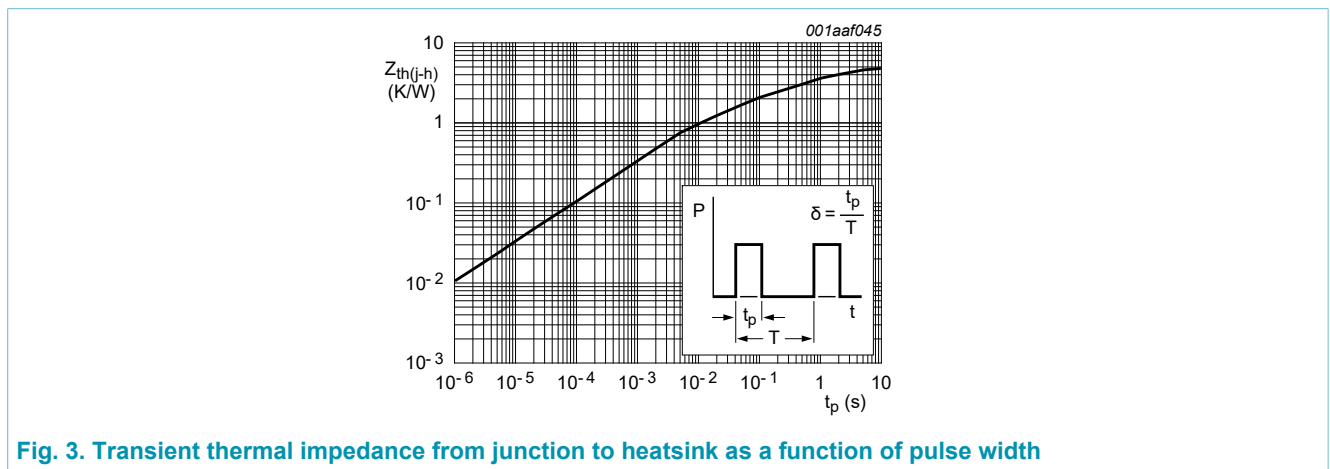 001aaf045
10
Z_th(j-h)
(K/W)
1
10^-1
10^-2
10^-3
P
δ = t_p / T
t_p
t
T
10^-6 10^-5 10^-4 10^-3 10^-2 10^-1 1 10
t_p (s)
Fig. 3. Transient thermal impedance from junction to heatsink as a function of pulse width